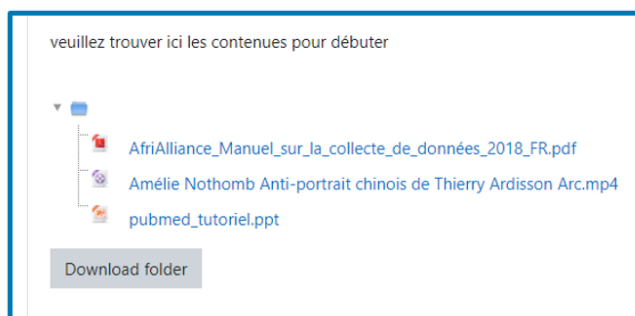 veuillez trouver ici les contenues pour débuter
AfriAlliance_Manuel_sur_la_collecte_de_données_2018_FR.pdf
Amélie Nothomb Anti-portrait chinois de Thierry Ardisson Arc.mp4
pubmed_tutoriel.ppt
Download folder